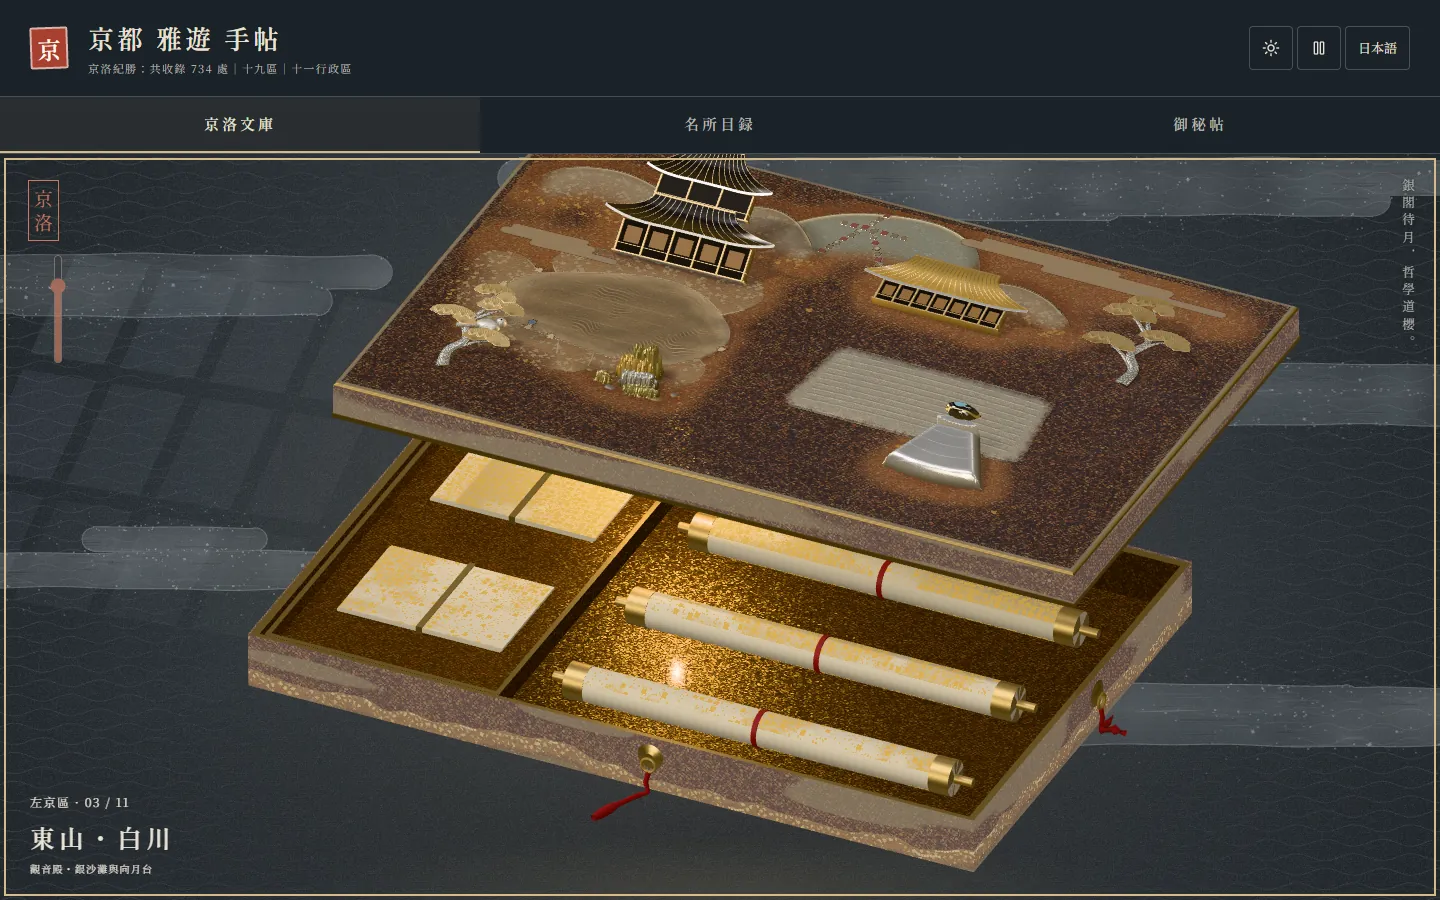 京
京都 雅遊 手帖
京洛紀勝：共收錄 734 處｜十九區｜十一行政區
日本語
京洛文庫
名所目録
御秘帖
京洛
銀閣待月，哲學道櫻。
左京區 · 03 / 11
東山・白川
觀音殿・銀沙灘與向月台